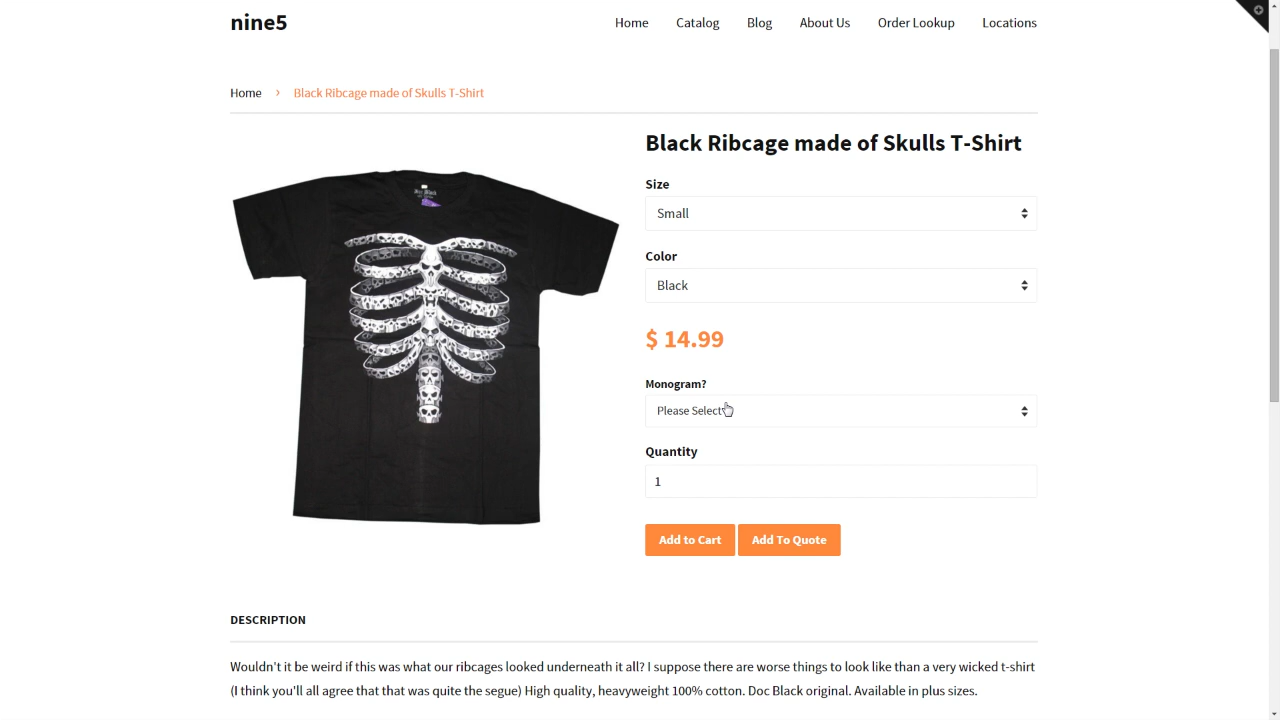 nine5
Home Catalog Blog About Us Order Lookup Locations
Home › Black Ribcage made of Skulls T-Shirt
Black Ribcage made of Skulls T-Shirt
Size
Small
Color
Black
$ 14.99
Monogram?
Please Select
Quantity
1
Add to Cart Add To Quote
DESCRIPTION
Wouldn't it be weird if this was what our ribcages looked underneath it all? I suppose there are worse things to look like than a very wicked t-shirt
(I think you'll all agree that that was quite the segue) High quality, heavyweight 100% cotton. Doc Black original. Available in plus sizes.